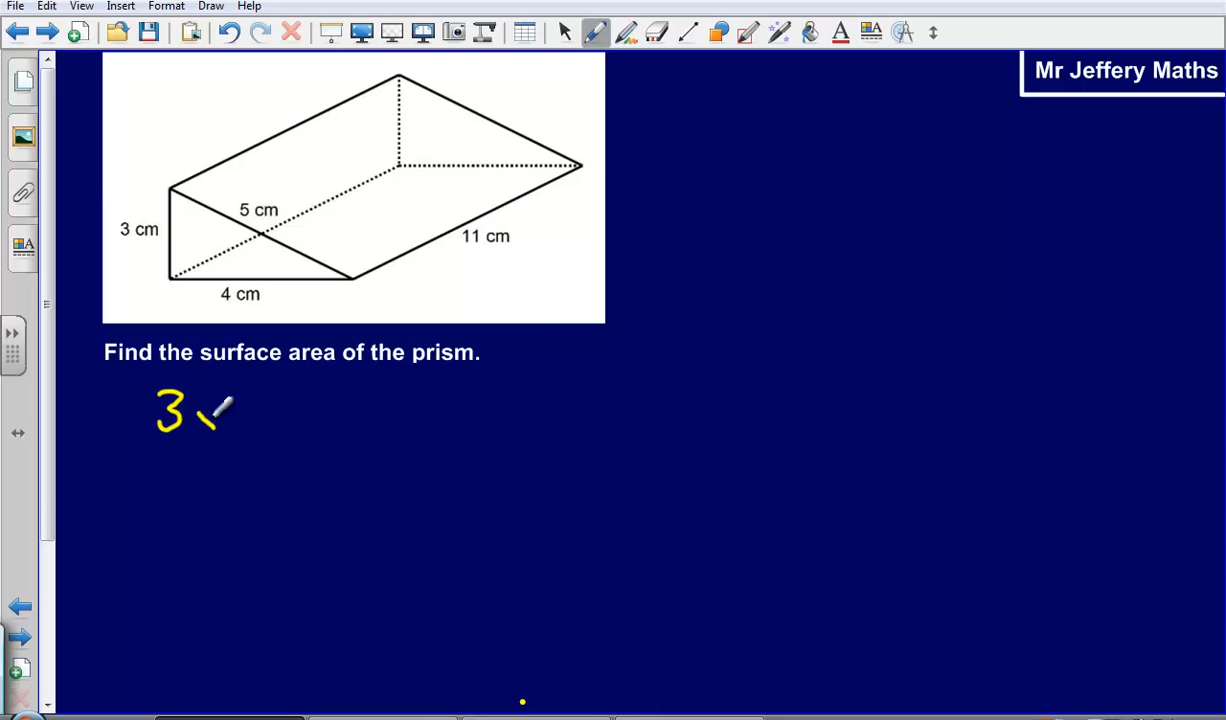 File Edit View Insert Format Draw Help
Mr Jeffery Maths
5 cm
3 cm
11 cm
4 cm
Find the surface area of the prism.
3 ×